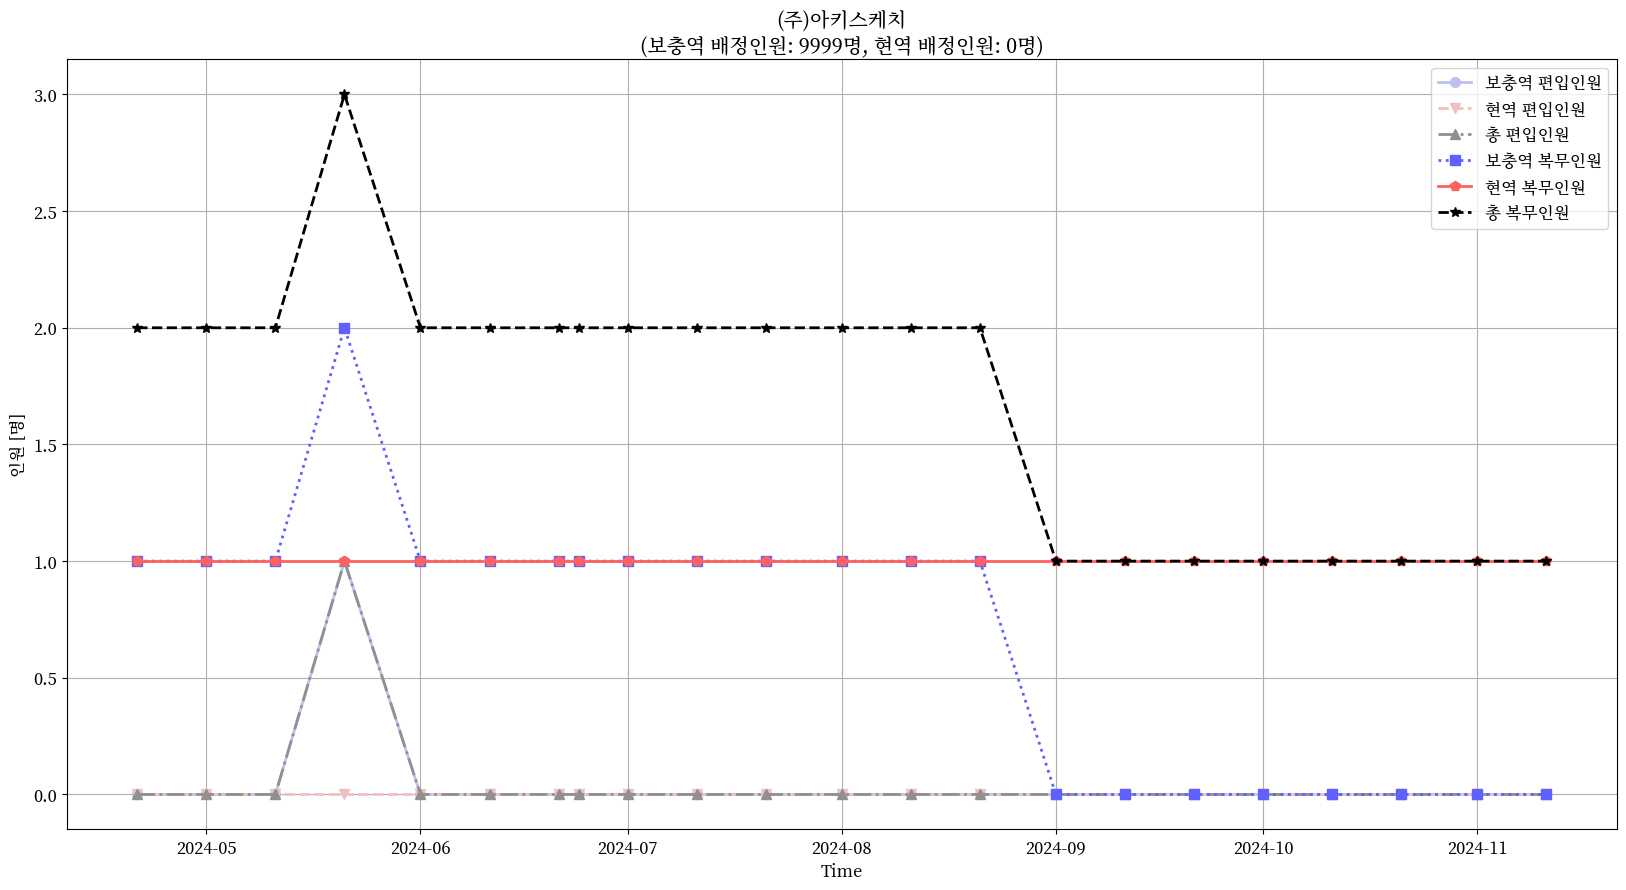 (주)아키스케치
(보충역 배정인원: 9999명, 현역 배정인원: 0명)
보충역 편입인원
현역 편입인원
총 편입인원
보충역 복무인원
현역 복무인원
총 복무인원
인원 [명]
3.0
2.5
2.0
1.5
1.0
0.5
0.0
2024-05
2024-06
2024-07
2024-08
2024-09
2024-10
2024-11
Time